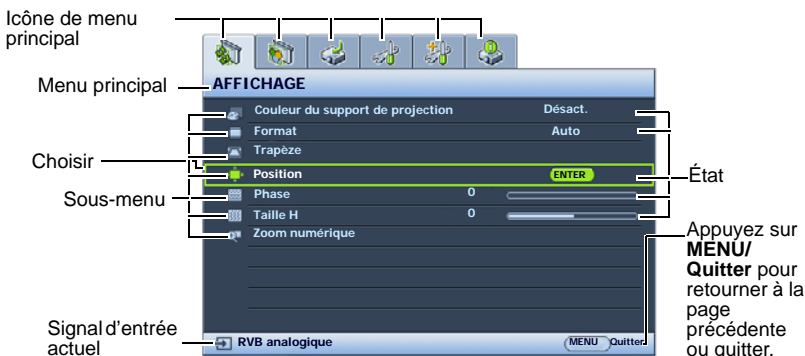 Icône de menu
principal
Menu principal
AFFICHAGE
Couleur du support de projection Désact.
Format Auto
Trapèze
Choisir
Position ENTER
État
Sous-menu
Phase 0
Taille H 0
Zoom numérique
Appuyez sur
MENU/
Quitter pour
retourner à la
page
précédente
ou quitter.
Signal d'entrée
actuel
RVB analogique MENU Quitter